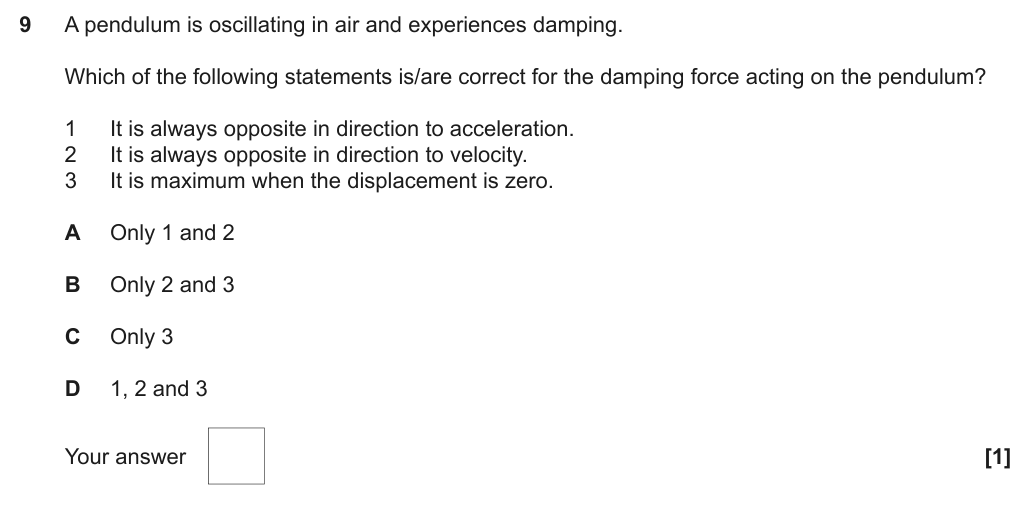 9 A pendulum is oscillating in air and experiences damping.
Which of the following statements is/are correct for the damping force acting on the pendulum?
1 It is always opposite in direction to acceleration.
2 It is always opposite in direction to velocity.
3 It is maximum when the displacement is zero.
A Only 1 and 2
B Only 2 and 3
C Only 3
D 1, 2 and 3
Your answer [1]